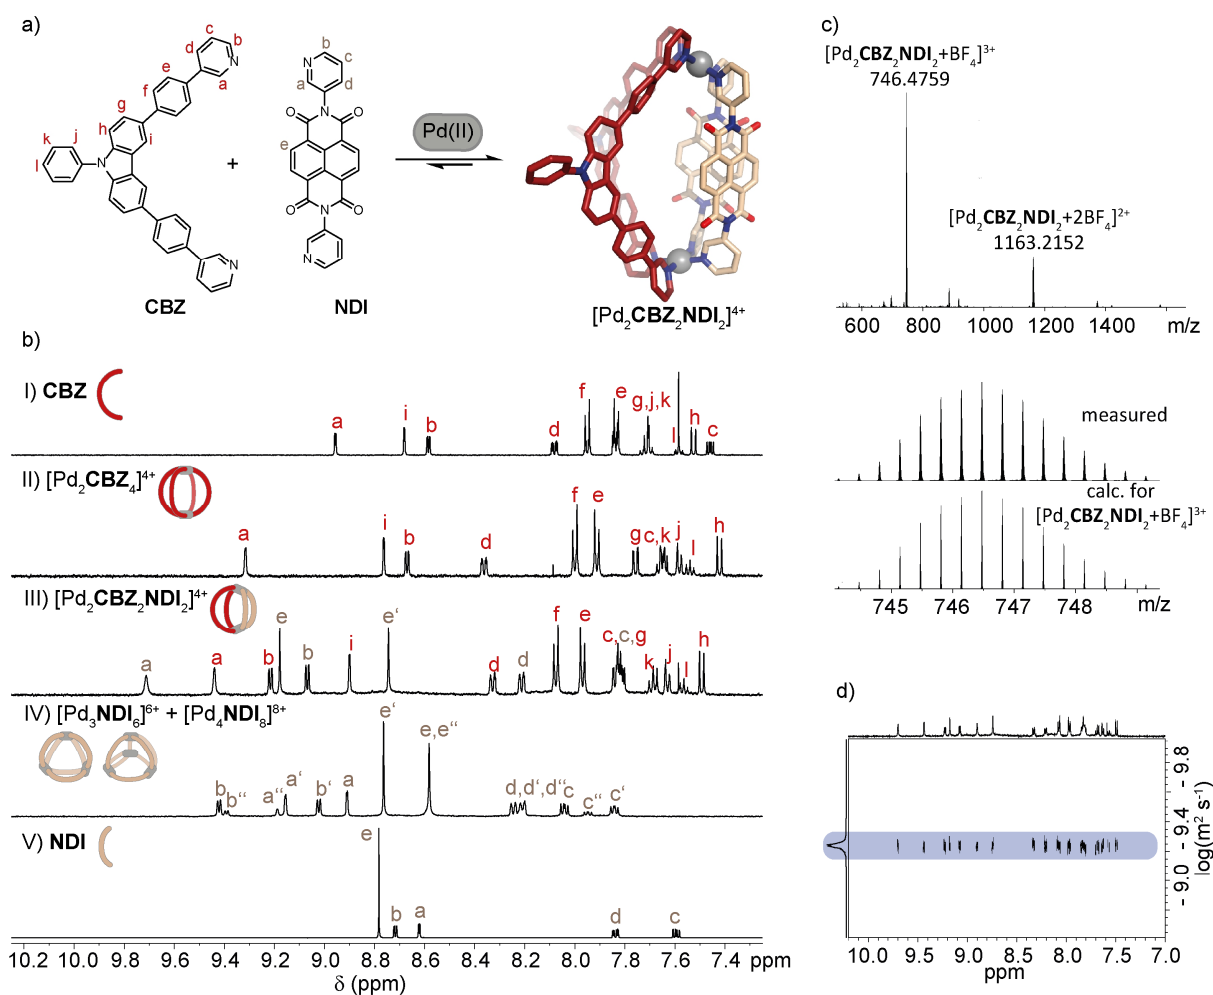 a)
c
b
d
N
a
e
f
g
h
i
k
j
l
N
N
CBZ
+
b
N
c
a
d
N
O
O
e
O
O
N
N
NDI
Pd(II)
[Pd2CBZ2NDI2]4+
c)
[Pd2CBZ2NDI2+BF4]3+
746.4759
[Pd2CBZ2NDI2+2BF4]2+
1163.2152
600 800 1000 1200 1400 m/z
measured
calc. for
[Pd2CBZ2NDI2+BF4]3+
745 746 747 748 m/z
b)
I) CBZ
a i b d f e g,j,k l h c
II) [Pd2CBZ4]4+
a i b d f e g c,k j l h
III) [Pd2CBZ2NDI2]4+
a a b e b i e‘ d d f e c,c,g k j l h
IV) [Pd3NDI6]6+ + [Pd4NDI8]8+
b b“ a“ a‘ b‘ a e‘ e,e“ d,d‘,d“ c c“ c‘
V) NDI
e b a d c
10.2 10.0 9.8 9.6 9.4 9.2 9.0 8.8 8.6 8.4 8.2 8.0 7.8 7.6 7.4 ppm
δ (ppm)
d)
- 9.8
- 9.4
- 9.0
log(m² s⁻¹)
10.0 9.5 9.0 8.5 8.0 7.5 7.0
ppm